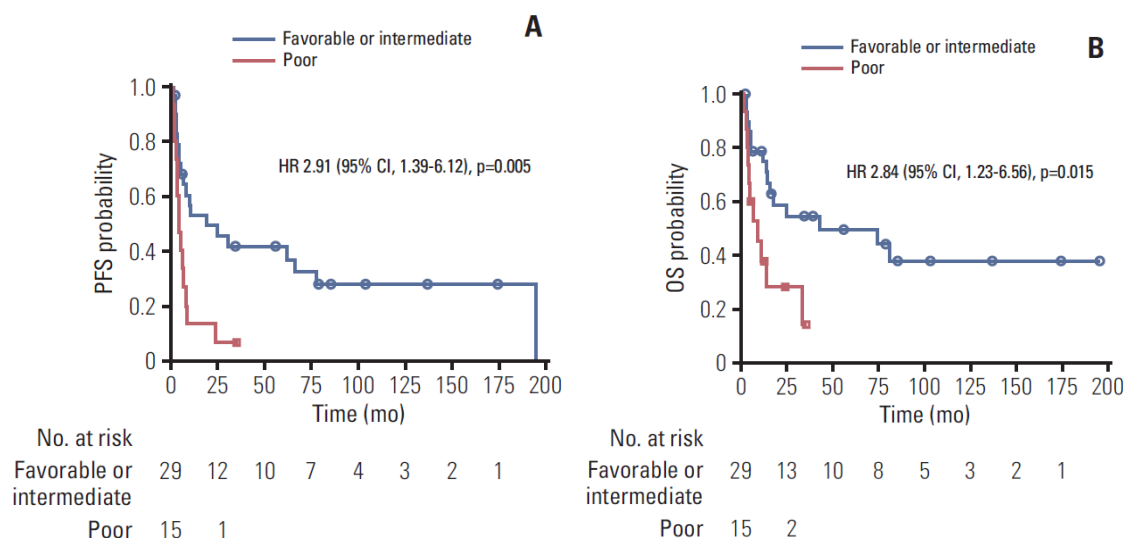 A
Favorable or intermediate
Poor
1.0
0.8
0.6
0.4
0.2
0
PFS probability
HR 2.91 (95% CI, 1.39-6.12), p=0.005
0 25 50 75 100 125 150 175 200
Time (mo)
No. at risk
Favorable or
intermediate
29 12 10 7 4 3 2 1
Poor 15 1
B
Favorable or intermediate
Poor
1.0
0.8
0.6
0.4
0.2
0
OS probability
HR 2.84 (95% CI, 1.23-6.56), p=0.015
0 25 50 75 100 125 150 175 200
Time (mo)
No. at risk
Favorable or
intermediate
29 13 10 8 5 3 2 1
Poor 15 2